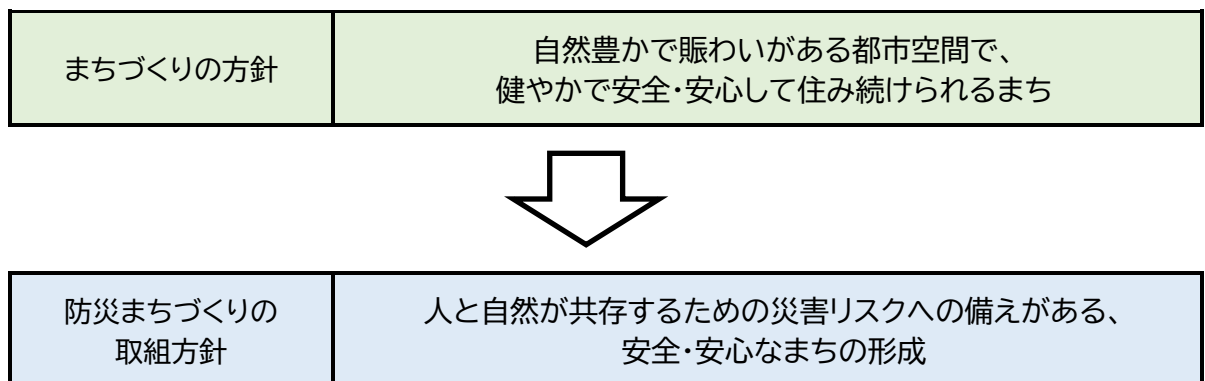 まちづくりの方針
自然豊かで賑わいがある都市空間で、
健やかで安全・安心して住み続けられるまち
防災まちづくりの
取組方針
人と自然が共存するための災害リスクへの備えがある、
安全・安心なまちの形成